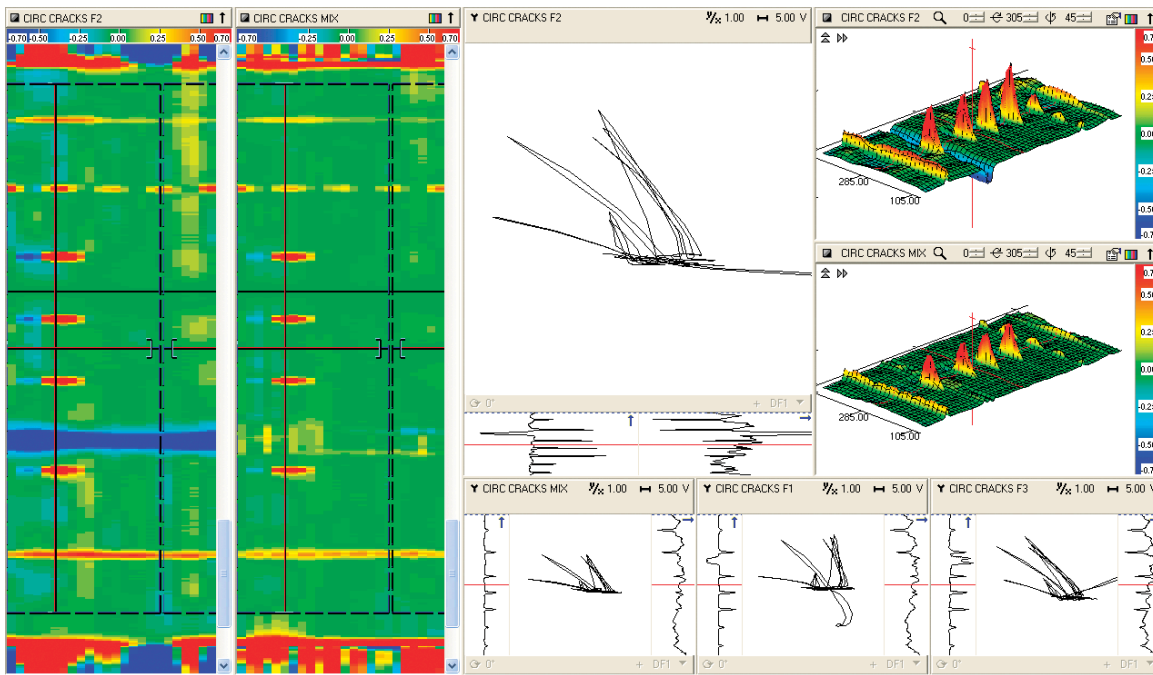 CIRC CRACKS F2
-0.70 -0.50 -0.25 0.00 0.25 0.50 0.70
CIRC CRACKS MIX
-0.70 -0.50 -0.25 0.00 0.25 0.50 0.70
CIRC CRACKS F2 y/x 1.00 5.00 V
0° + DF1
CIRC CRACKS F2 0 305 45
285.00
105.00
CIRC CRACKS MIX 0 305 45
285.00
105.00
CIRC CRACKS MIX y/x 1.00 5.00 V
0° + DF1
CIRC CRACKS F1 y/x 1.00 5.00 V
0° + DF1
CIRC CRACKS F3 y/x 1.00 5.00 V
0° + DF1